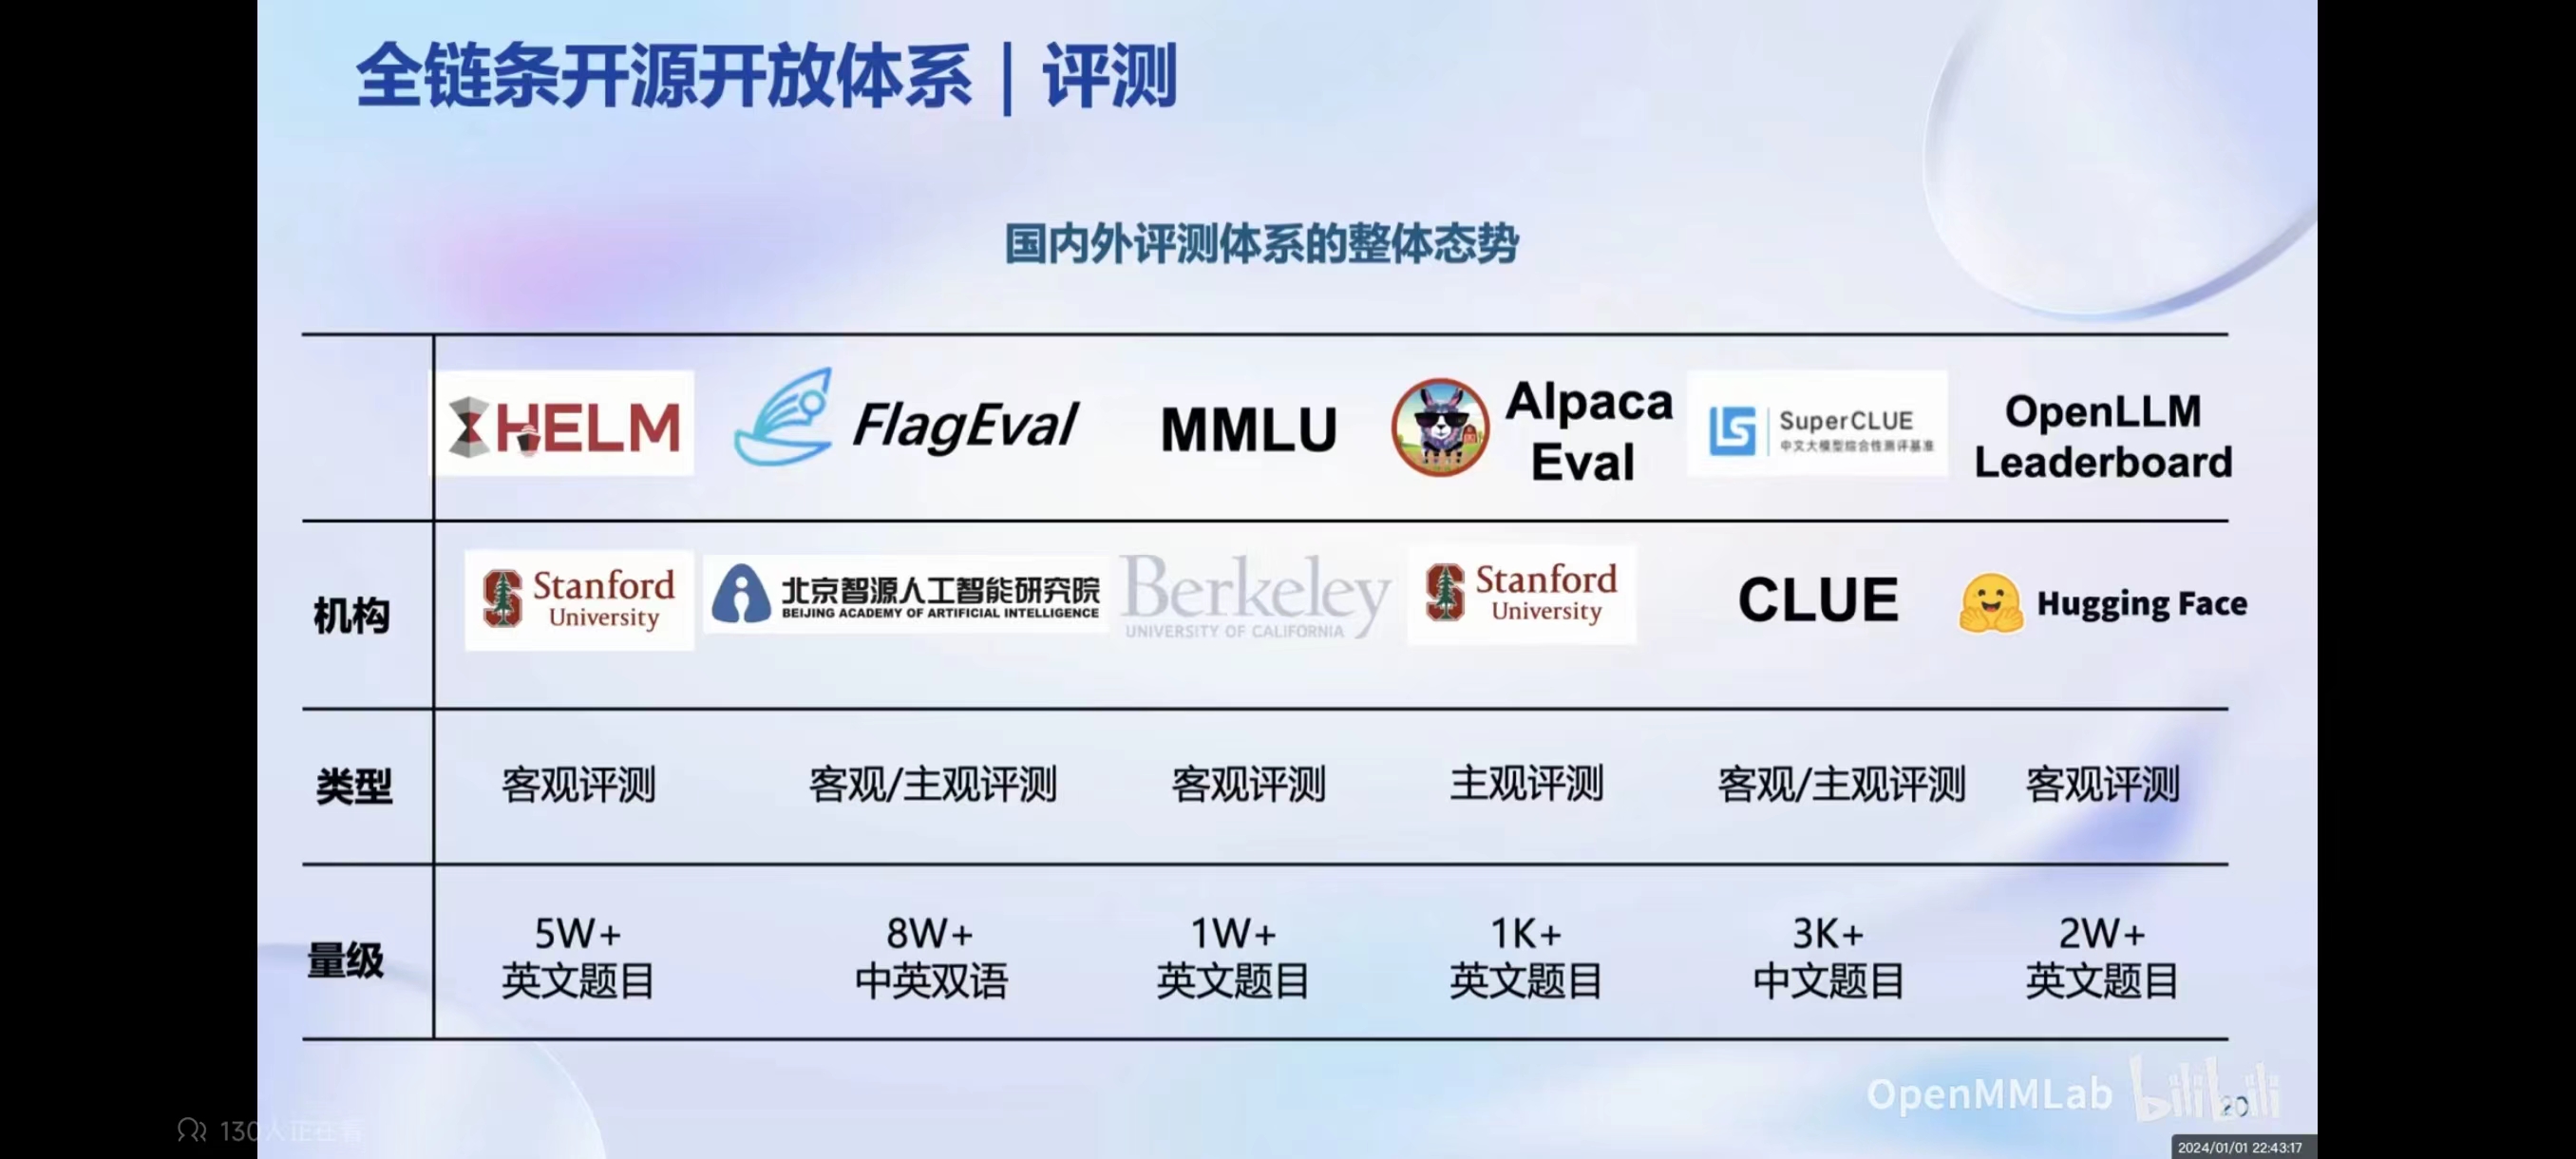 全链条开源开放体系 | 评测
国内外评测体系的整体态势
HELM
FlagEval
MMLU
Alpaca
Eval
SuperCLUE
中文大模型综合性测评基准
OpenLLM
Leaderboard
机构
Stanford
University
北京智源人工智能研究院
BEIJING ACADEMY OF ARTIFICIAL INTELLIGENCE
Berkeley
UNIVERSITY OF CALIFORNIA
Stanford
University
CLUE
Hugging Face
类型
客观评测
客观/主观评测
客观评测
主观评测
客观/主观评测
客观评测
量级
5W+
英文题目
8W+
中英双语
1W+
英文题目
1K+
英文题目
3K+
中文题目
2W+
英文题目
OpenMMLab bilibili
20
130人正在看
2024/01/01 22:43:17